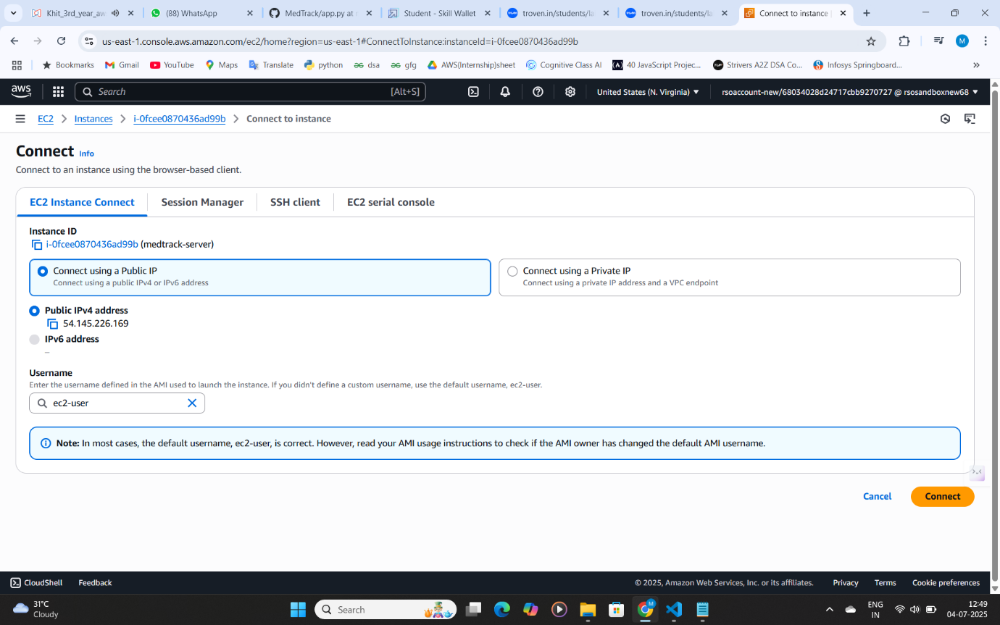 Khit_3rd_year_aw
(88) WhatsApp
MedTrack/app.py at
Student - Skill Wallet
troven.in/students/la
troven.in/students/la
Connect to instance
us-east-1.console.aws.amazon.com/ec2/home?region=us-east-1#ConnectToInstance:instanceId=i-0fcee0870436ad99b
M
Bookmarks
Gmail
YouTube
Maps
Translate
python
dsa
gfg
AWS(Internship)sheet
Cognitive Class AI
40 JavaScript Projec...
Strivers A2Z DSA Co...
Infosys Springboard...
aws
Search
[Alt+S]
United States (N. Virginia)
rsoaccount-new/68034028d24717cbb9270727 @ rsosandboxnew68
EC2
Instances
i-0fcee0870436ad99b
Connect to instance
Connect Info
Connect to an instance using the browser-based client.
EC2 Instance Connect
Session Manager
SSH client
EC2 serial console
Instance ID
i-0fcee0870436ad99b (medtrack-server)
Connect using a Public IP
Connect using a public IPv4 or IPv6 address
Connect using a Private IP
Connect using a private IP address and a VPC endpoint
Public IPv4 address
54.145.226.169
IPv6 address
–
Username
Enter the username defined in the AMI used to launch the instance. If you didn't define a custom username, use the default username, ec2-user.
ec2-user
Note: In most cases, the default username, ec2-user, is correct. However, read your AMI usage instructions to check if the AMI owner has changed the default AMI username.
Cancel
Connect
CloudShell
Feedback
© 2025, Amazon Web Services, Inc. or its affiliates.
Privacy
Terms
Cookie preferences
31°C
Cloudy
Search
M
ENG
IN
12:49
04-07-2025